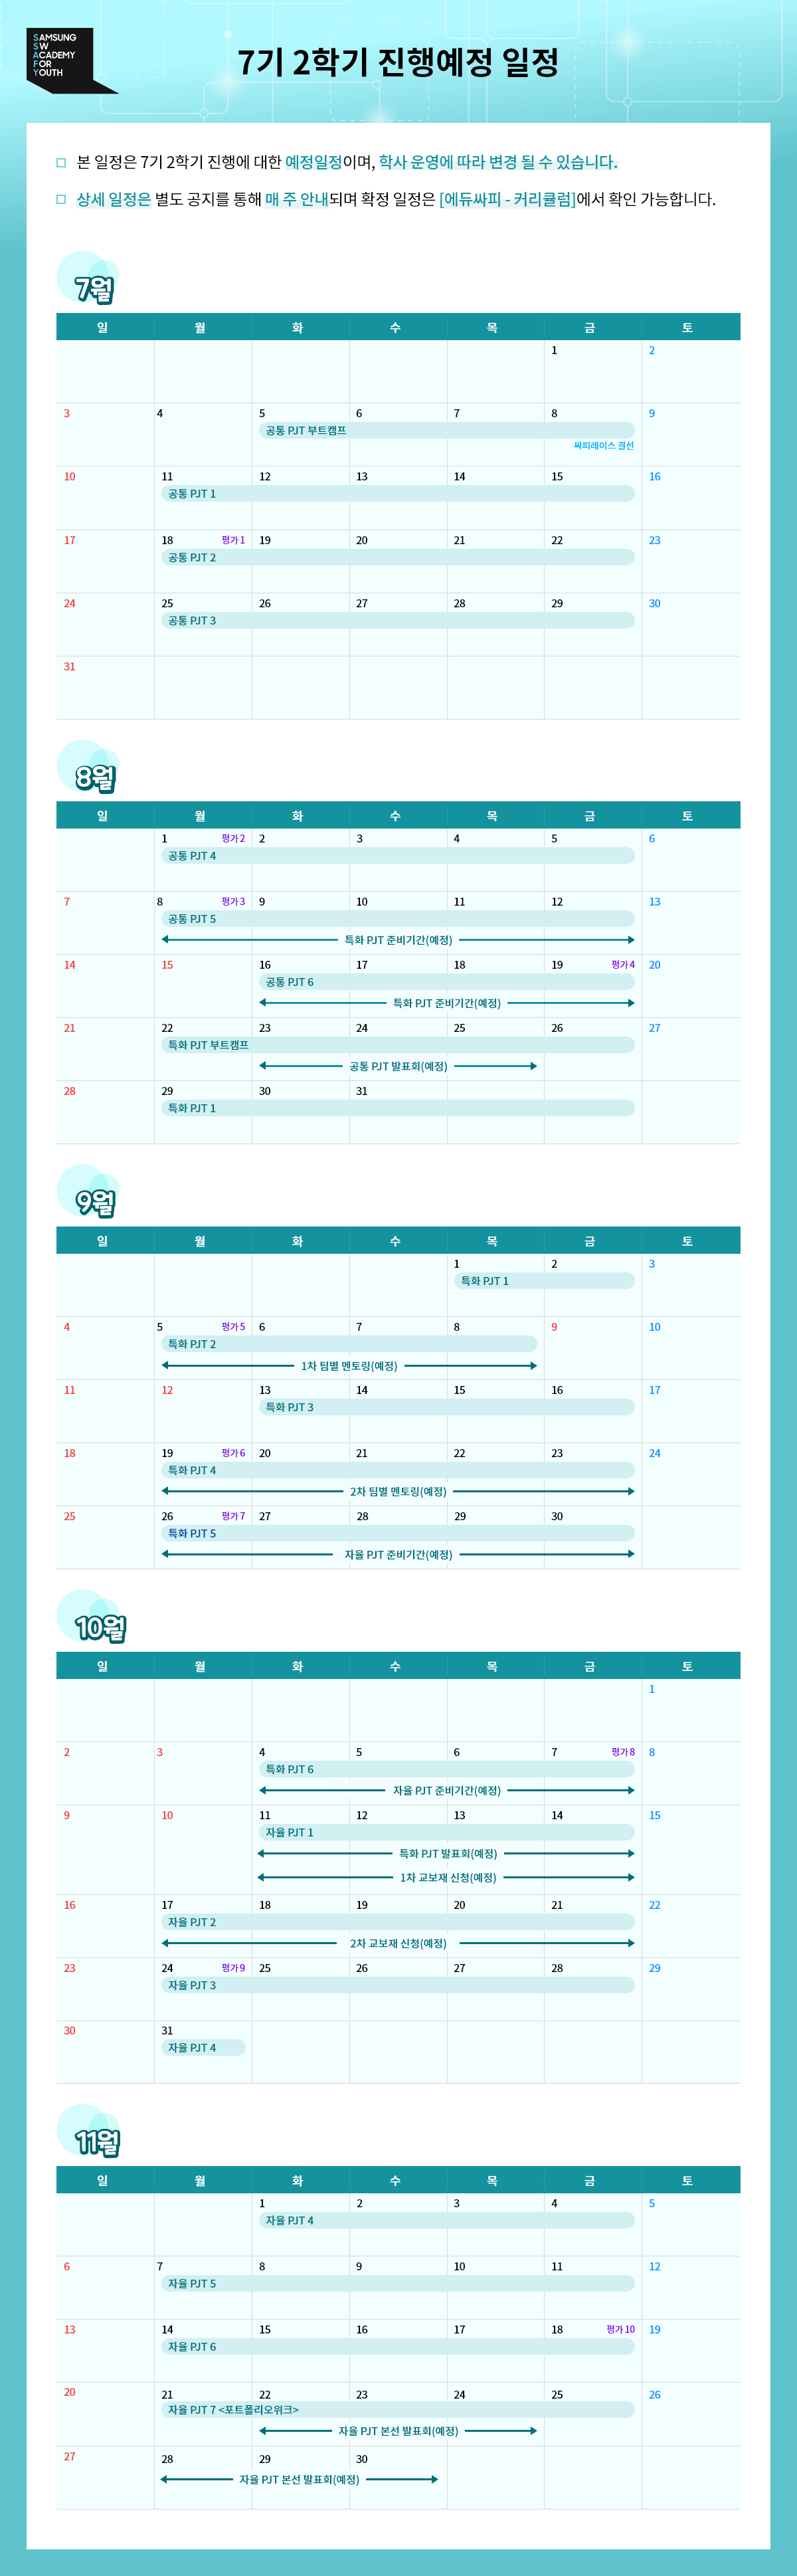 SAMSUNG
SW
ACADEMY
FOR
YOUTH
7기 2학기 진행예정 일정
본 일정은 7기 2학기 진행에 대한 예정일정이며, 학사 운영에 따라 변경 될 수 있습니다.
상세 일정은 별도 공지를 통해 매 주 안내되며 확정 일정은 [에듀싸피 - 커리큘럼]에서 확인 가능합니다.
7월
일 월 화 수 목 금 토
1 2
3 4 5 6 7 8 9
공통 PJT 부트캠프
싸피레이스 결선
10 11 12 13 14 15 16
공통 PJT 1
17 18 평가 1 19 20 21 22 23
공통 PJT 2
24 25 26 27 28 29 30
공통 PJT 3
31
8월
일 월 화 수 목 금 토
1 평가 2 2 3 4 5 6
공통 PJT 4
7 8 평가 3 9 10 11 12 13
공통 PJT 5
특화 PJT 준비기간(예정)
14 15 16 17 18 19 평가 4 20
공통 PJT 6
특화 PJT 준비기간(예정)
21 22 23 24 25 26 27
특화 PJT 부트캠프
공통 PJT 발표회(예정)
28 29 30 31
특화 PJT 1
9월
일 월 화 수 목 금 토
1 2 3
특화 PJT 1
4 5 평가 5 6 7 8 9 10
특화 PJT 2
1차 팀별 멘토링(예정)
11 12 13 14 15 16 17
특화 PJT 3
18 19 평가 6 20 21 22 23 24
특화 PJT 4
2차 팀별 멘토링(예정)
25 26 평가 7 27 28 29 30
특화 PJT 5
자율 PJT 준비기간(예정)
10월
일 월 화 수 목 금 토
1
2 3 4 5 6 7 평가 8 8
특화 PJT 6
자율 PJT 준비기간(예정)
9 10 11 12 13 14 15
자율 PJT 1
특화 PJT 발표회(예정)
1차 교보재 신청(예정)
16 17 18 19 20 21 22
자율 PJT 2
2차 교보재 신청(예정)
23 24 평가 9 25 26 27 28 29
자율 PJT 3
30 31
자율 PJT 4
11월
일 월 화 수 목 금 토
1 2 3 4 5
자율 PJT 4
6 7 8 9 10 11 12
자율 PJT 5
13 14 15 16 17 18 평가 10 19
자율 PJT 6
20 21 22 23 24 25 26
자율 PJT 7 <포트폴리오위크>
자율 PJT 본선 발표회(예정)
27 28 29 30
자율 PJT 본선 발표회(예정)